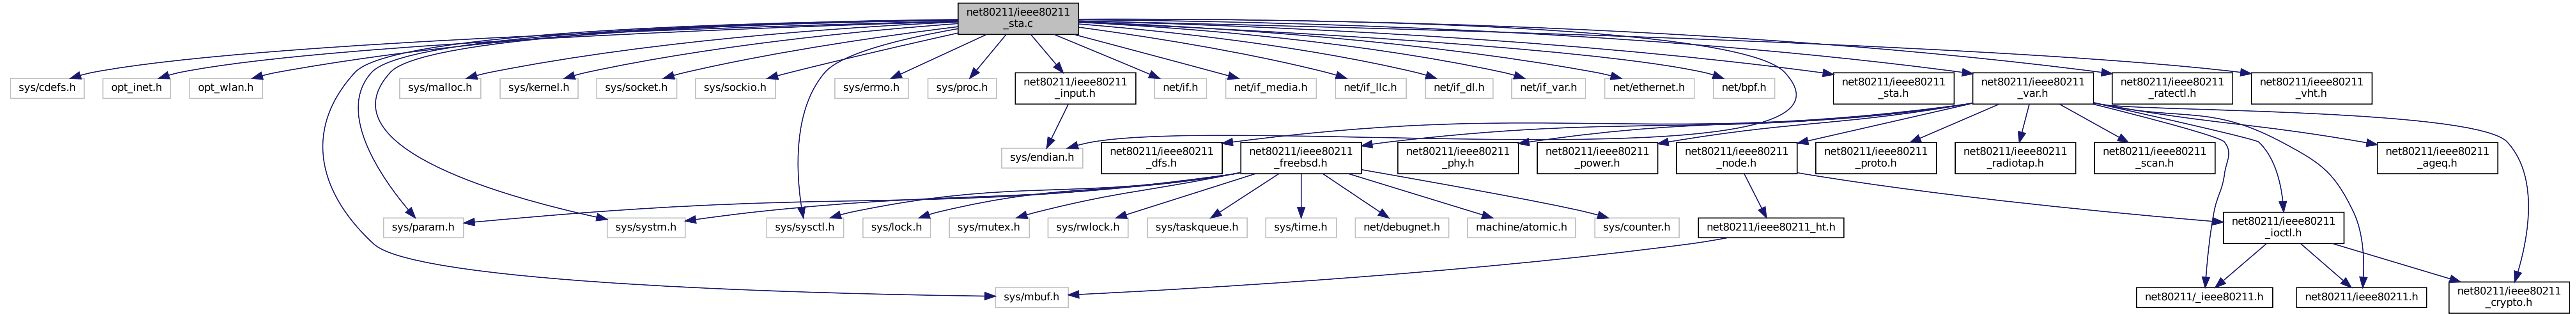 net80211/ieee80211
_sta.c
sys/cdefs.h
opt_inet.h
opt_wlan.h
sys/malloc.h
sys/kernel.h
sys/socket.h
sys/sockio.h
sys/errno.h
sys/proc.h
net80211/ieee80211
_input.h
net/if.h
net/if_media.h
net/if_llc.h
net/if_dl.h
net/if_var.h
net/ethernet.h
net/bpf.h
net80211/ieee80211
_sta.h
net80211/ieee80211
_var.h
net80211/ieee80211
_ratectl.h
net80211/ieee80211
_vht.h
sys/endian.h
net80211/ieee80211
_dfs.h
net80211/ieee80211
_freebsd.h
net80211/ieee80211
_phy.h
net80211/ieee80211
_power.h
net80211/ieee80211
_node.h
net80211/ieee80211
_proto.h
net80211/ieee80211
_radiotap.h
net80211/ieee80211
_scan.h
net80211/ieee80211
_ageq.h
sys/param.h
sys/systm.h
sys/sysctl.h
sys/lock.h
sys/mutex.h
sys/rwlock.h
sys/taskqueue.h
sys/time.h
net/debugnet.h
machine/atomic.h
sys/counter.h
net80211/ieee80211_ht.h
net80211/ieee80211
_ioctl.h
sys/mbuf.h
net80211/_ieee80211.h
net80211/ieee80211.h
net80211/ieee80211
_crypto.h